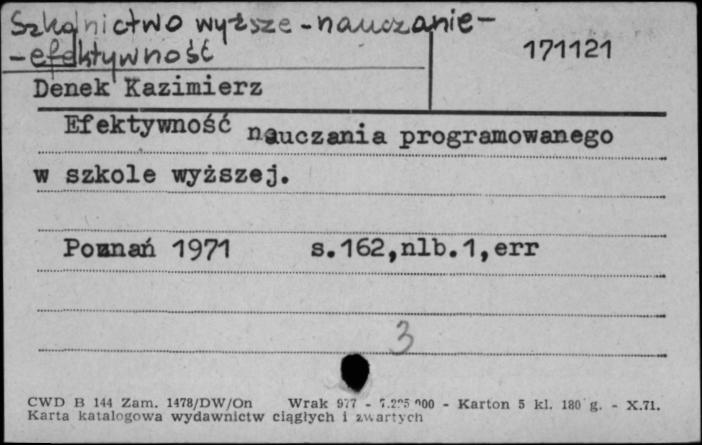 Szkolnictwo wyższe - nauczanie -
- efektywność
171121
Denek Kazimierz
Efektywność nauczania programowanego
w szkole wyższej.
Poznań 1971 s.162,nlb.1,err
3
CWD B 144 Zam. 1478/DW/On Wrak 977 - - Karton 5 kl. 180 g. - X.71.
Karta katalogowa wydawnictw ciągłych i zwartych